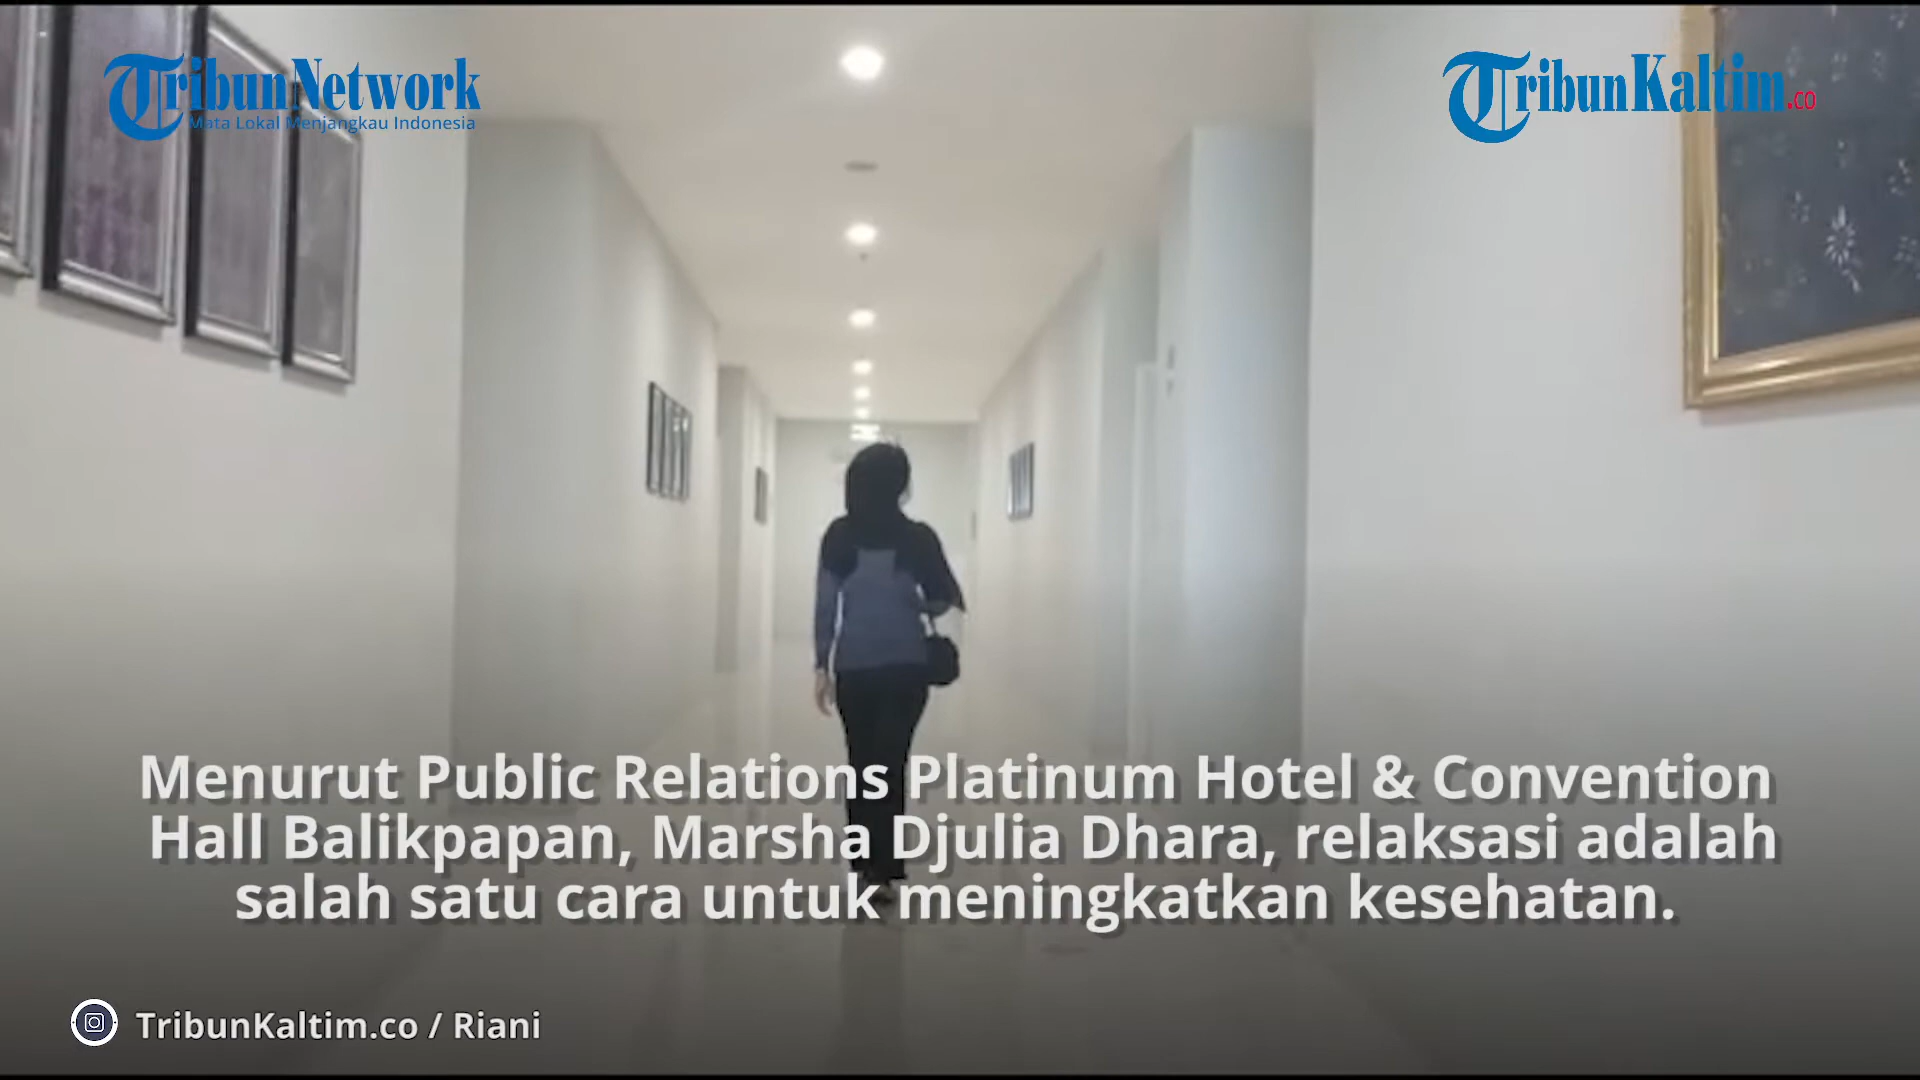 TribunNetwork
Mata Lokal Menjangkau Indonesia
TribunKaltim.co
Menurut Public Relations Platinum Hotel & Convention
Hall Balikpapan, Marsha Djulia Dhara, relaksasi adalah
salah satu cara untuk meningkatkan kesehatan.
TribunKaltim.co / Riani